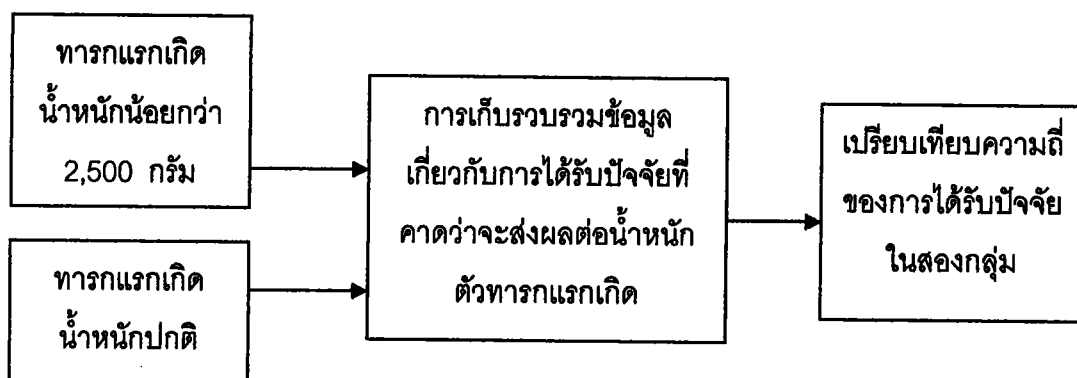 ทารกแรกเกิด
น้ำหนักน้อยกว่า
2,500 กรัม
ทารกแรกเกิด
น้ำหนักปกติ
การเก็บรวบรวมข้อมูล
เกี่ยวกับการได้รับปัจจัยที่
คาดว่าจะส่งผลต่อน้ำหนัก
ตัวทารกแรกเกิด
เปรียบเทียบความถี่
ของการได้รับปัจจัย
ในสองกลุ่ม